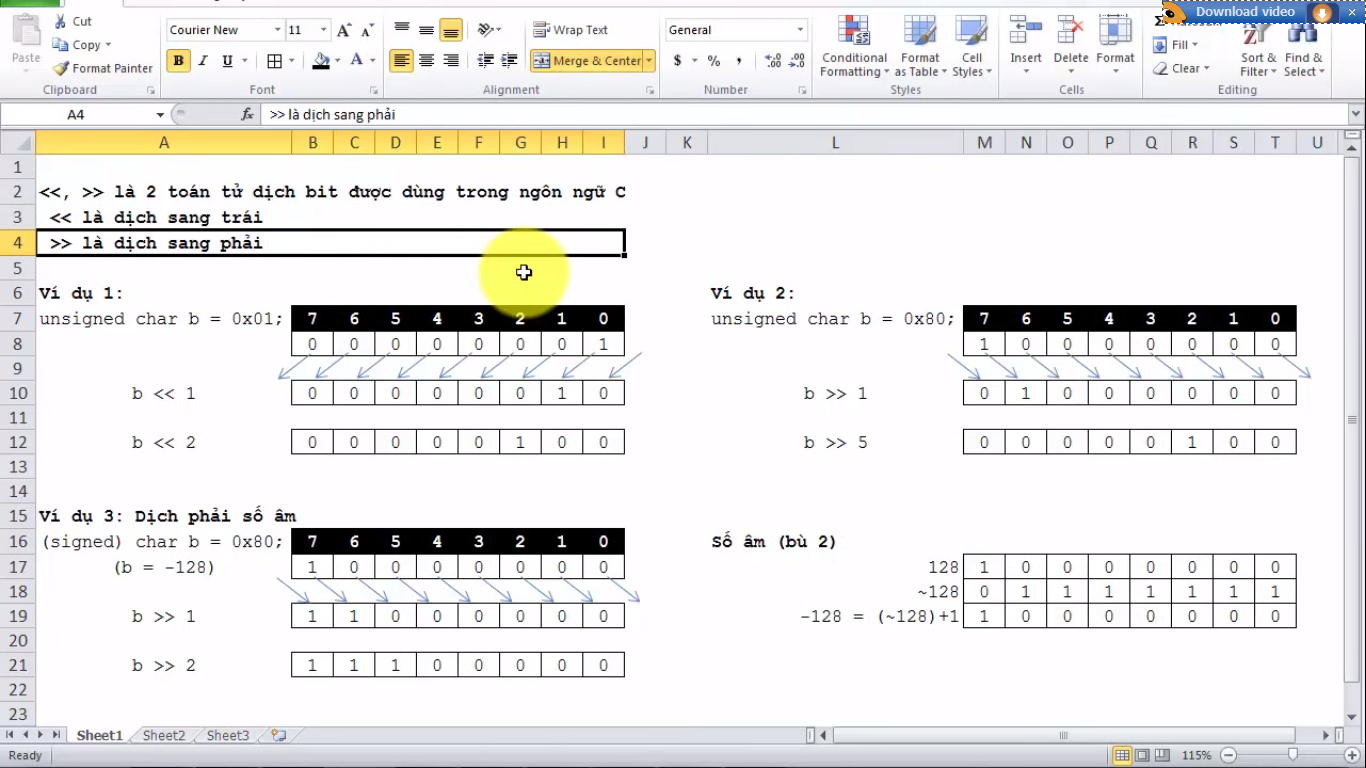 Download video
Cut
Copy
Format Painter
Paste
Clipboard
Courier New 11
B I U
Font
Wrap Text
Merge & Center
Alignment
General
$ % ,
Number
Conditional Formatting
Format as Table
Cell Styles
Styles
Insert Delete Format
Cells
Fill
Clear
Sort & Filter
Find & Select
Editing
A4 fx >> là dịch sang phải
A B C D E F G H I J K L M N O P Q R S T U
1
2 <<, >> là 2 toán tử dịch bit được dùng trong ngôn ngữ C
3 << là dịch sang trái
4 >> là dịch sang phải
5
6 Ví dụ 1: Ví dụ 2:
7 unsigned char b = 0x01; 7 6 5 4 3 2 1 0 unsigned char b = 0x80; 7 6 5 4 3 2 1 0
8 0 0 0 0 0 0 0 1 1 0 0 0 0 0 0 0
9
10 b << 1 0 0 0 0 0 0 1 0 b >> 1 0 1 0 0 0 0 0 0
11
12 b << 2 0 0 0 0 0 1 0 0 b >> 5 0 0 0 0 0 1 0 0
13
14
15 Ví dụ 3: Dịch phải số âm
16 (signed) char b = 0x80; 7 6 5 4 3 2 1 0 Số âm (bù 2)
17 (b = -128) 1 0 0 0 0 0 0 0 128 1 0 0 0 0 0 0 0
18 ~128 0 1 1 1 1 1 1 1
19 b >> 1 1 1 0 0 0 0 0 0 -128 = (~128)+1 1 0 0 0 0 0 0 0
20
21 b >> 2 1 1 1 0 0 0 0 0
22
23
Sheet1 Sheet2 Sheet3
Ready 115%